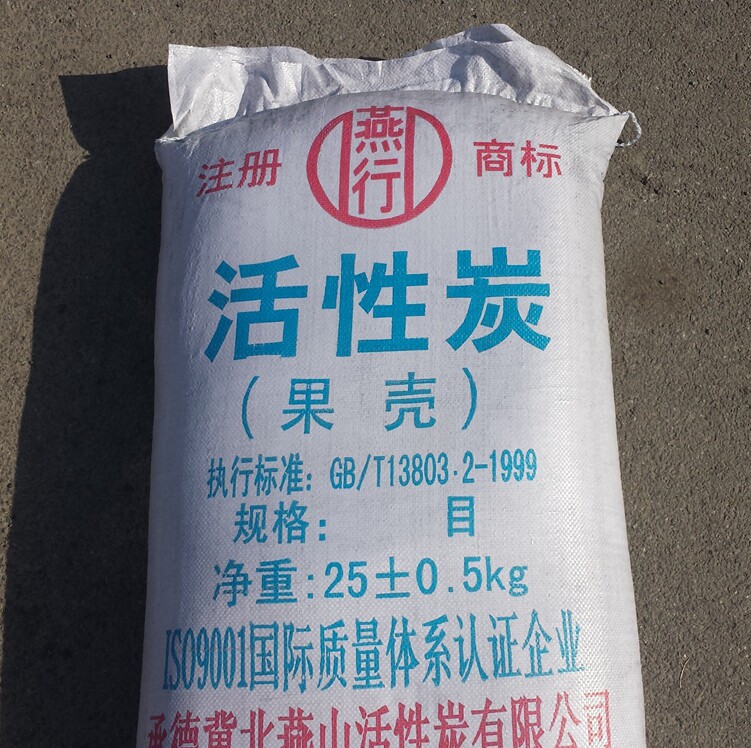 注册 燕行 商标
活性炭
(果壳)
执行标准: GB/T13803.2-1999
规格: 目
净重:25±0.5kg
ISO9001国际质量体系认证企业
承德冀北燕山活性炭有限公司